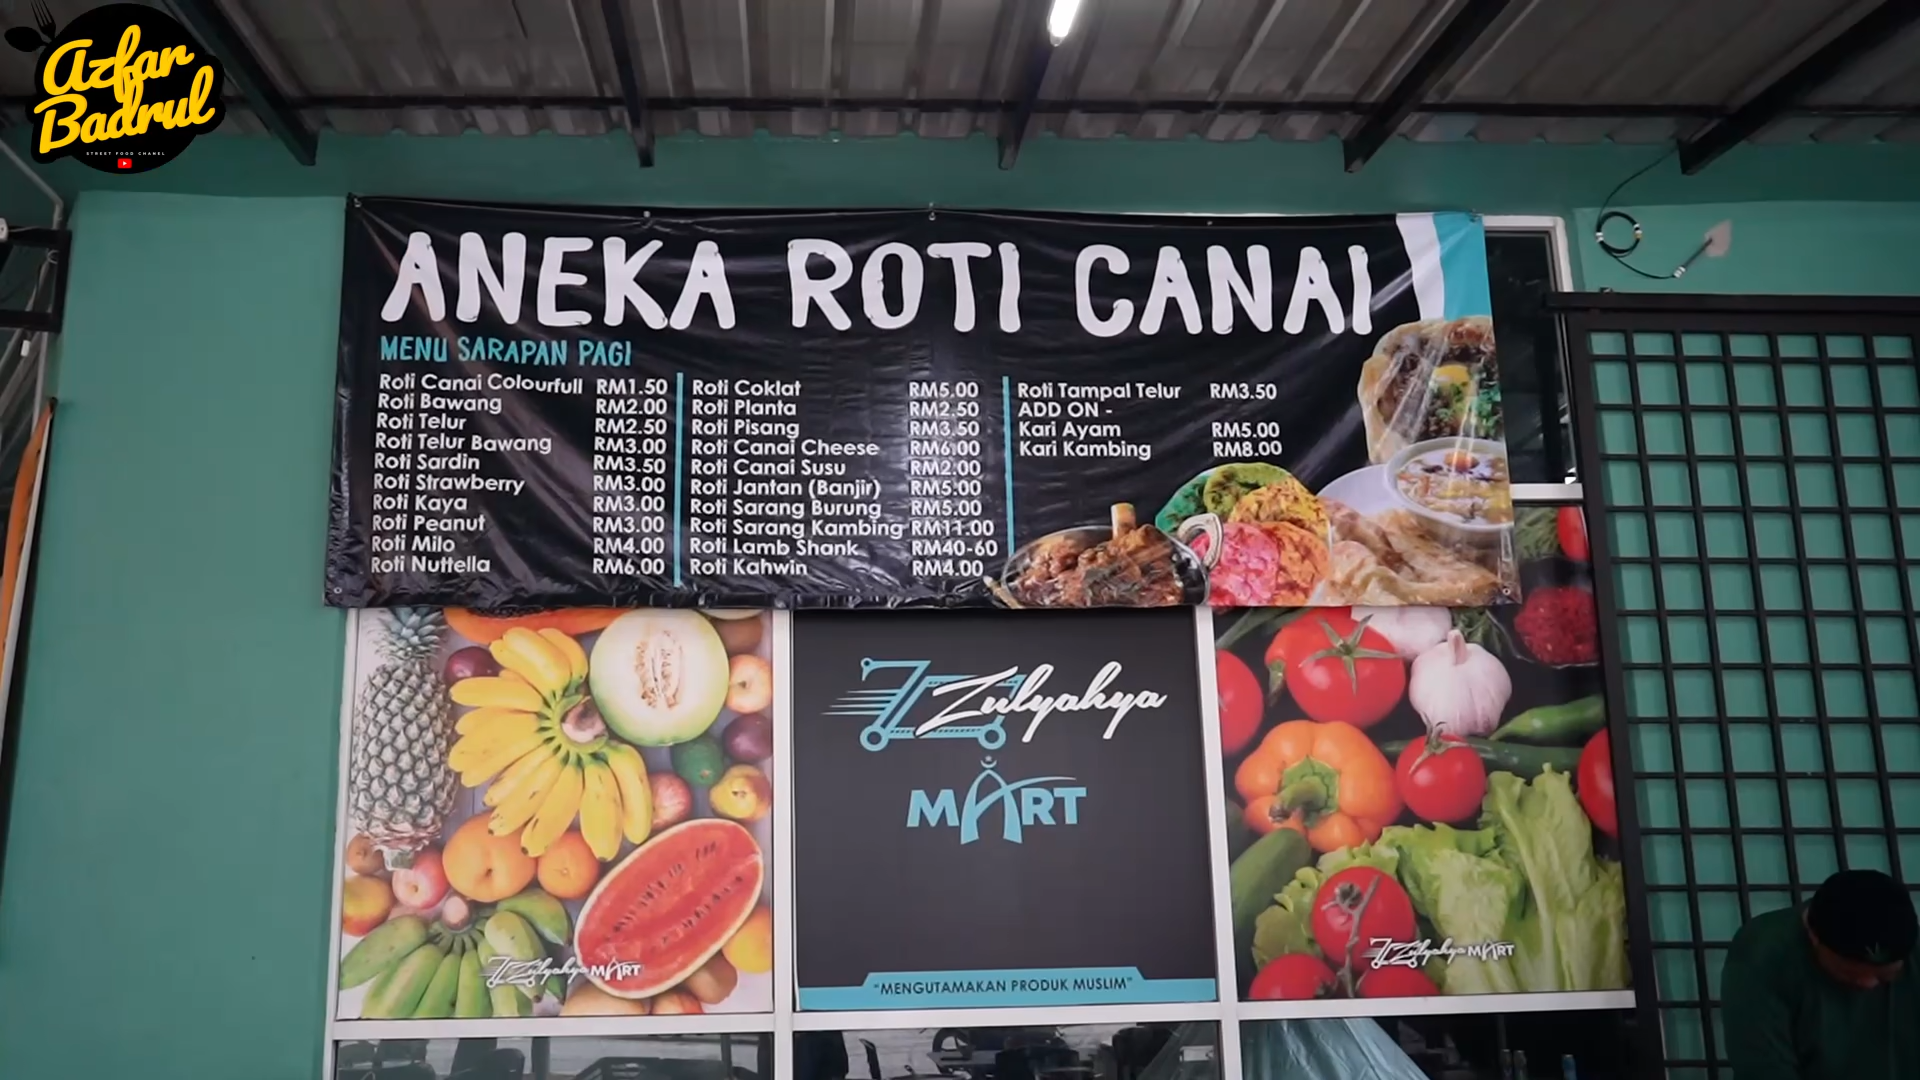 Azfar
Badrul
STREET FOOD CHANEL
ANEKA ROTI CANAI
MENU SARAPAN PAGI
Roti Canai Colourfull RM1.50
Roti Bawang RM2.00
Roti Telur RM2.50
Roti Telur Bawang RM3.00
Roti Sardin RM3.50
Roti Strawberry RM3.00
Roti Kaya RM3.00
Roti Peanut RM3.00
Roti Milo RM4.00
Roti Nuttella RM6.00
Roti Coklat RM5.00
Roti Planta RM2.50
Roti Pisang RM3.50
Roti Canai Cheese RM6.00
Roti Canai Susu RM2.00
Roti Jantan (Banjir) RM5.00
Roti Sarang Burung RM5.00
Roti Sarang Kambing RM11.00
Roti Lamb Shank RM40-60
Roti Kahwin RM4.00
Roti Tampal Telur RM3.50
ADD ON -
Kari Ayam RM5.00
Kari Kambing RM8.00
Zulyahya
MART
"MENGUTAMAKAN PRODUK MUSLIM"
Zulyahya MART
Zulyahya MART